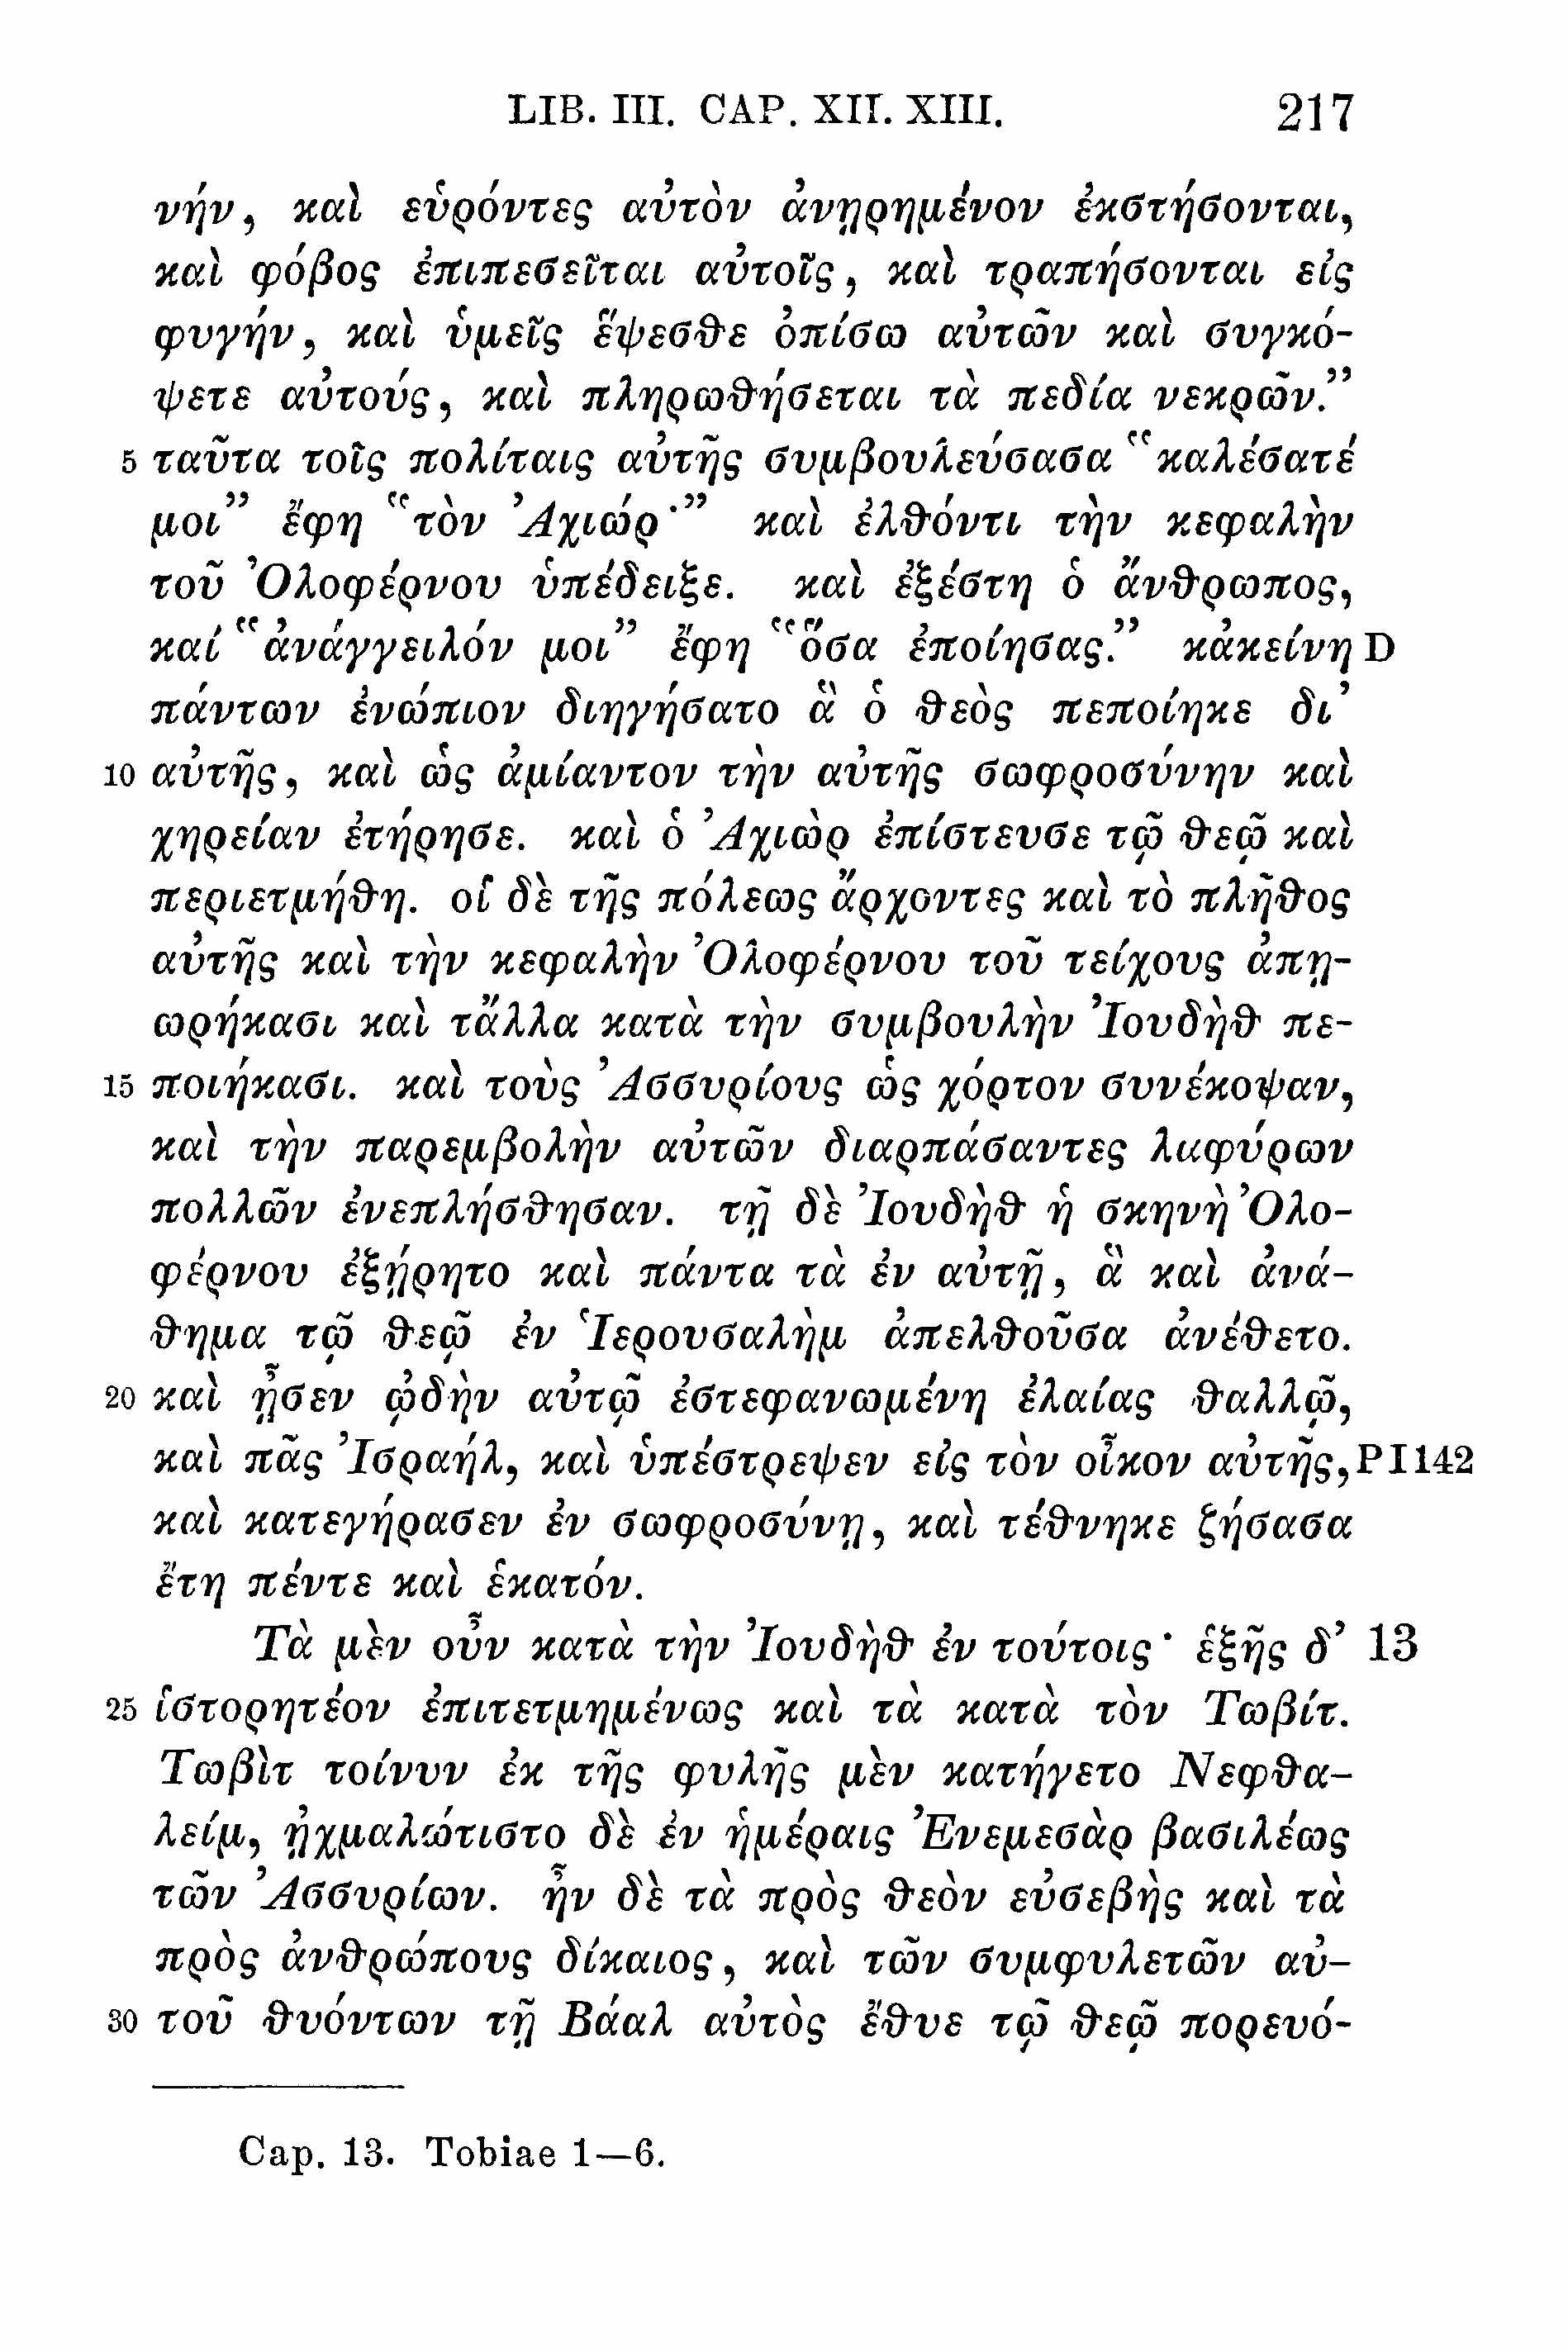 LIB. III. CAP. XII. XIII. 217
νήν, καὶ εὑρόντες αὐτὸν ἀνῃρημένον ἐκστήσονται,
καὶ φόβος ἐπιπεσεῖται αὐτοῖς, καὶ τραπήσονται εἰς
φυγήν, καὶ ὑμεῖς ἕψεσθε ὀπίσω αὐτῶν καὶ συγκό-
ψετε αὐτούς, καὶ πληρωθήσεται τὰ πεδία νεκρῶν.”
5 ταῦτα τοῖς πολίταις αὐτῆς συμβουλεύσασα “καλέσατέ
μοι” ἔφη “τὸν Ἀχιώρ·” καὶ ἐλθόντι τὴν κεφαλὴν
τοῦ Ὀλοφέρνου ὑπέδειξε. καὶ ἐξέστη ὁ ἄνθρωπος,
καί “ἀνάγγειλόν μοι” ἔφη “ὅσα ἐποίησας.” κἀκείνη D
πάντων ἐνώπιον διηγήσατο ἃ ὁ θεὸς πεποίηκε δι’
10 αὐτῆς, καὶ ὡς ἀμίαντον τὴν αὐτῆς σωφροσύνην καὶ
χηρείαν ἐτήρησε. καὶ ὁ Ἀχιὼρ ἐπίστευσε τῷ θεῷ καὶ
περιετμήθη. οἱ δὲ τῆς πόλεως ἄρχοντες καὶ τὸ πλῆθος
αὐτῆς καὶ τὴν κεφαλὴν Ὀλοφέρνου τοῦ τείχους ἀπῃ-
ωρήκασι καὶ τἄλλα κατὰ τὴν συμβουλὴν Ἰουδὴθ πε-
15 ποιήκασι. καὶ τοὺς Ἀσσυρίους ὡς χόρτον συνέκοψαν,
καὶ τὴν παρεμβολὴν αὐτῶν διαρπάσαντες λαφύρων
πολλῶν ἐνεπλήσθησαν. τῇ δὲ Ἰουδὴθ ἡ σκηνὴ Ὀλο-
φέρνου ἐξῄρητο καὶ πάντα τὰ ἐν αὐτῇ, ἃ καὶ ἀνά-
θημα τῷ θεῷ ἐν Ἱερουσαλὴμ ἀπελθοῦσα ἀνέθετο.
20 καὶ ᾖσεν ᾠδὴν αὐτῷ ἐστεφανωμένη ἐλαίας θαλλῷ,
καὶ πᾶς Ἰσραήλ, καὶ ὑπέστρεψεν εἰς τὸν οἶκον αὐτῆς, P I 142
καὶ κατεγήρασεν ἐν σωφροσύνῃ, καὶ τέθνηκε ζήσασα
ἔτη πέντε καὶ ἑκατόν.
Τὰ μὲν οὖν κατὰ τὴν Ἰουδὴθ ἐν τούτοις· ἑξῆς δ’ 13
25 ἱστορητέον ἐπιτετμημένως καὶ τὰ κατὰ τὸν Τωβίτ.
Τωβὶτ τοίνυν ἐκ τῆς φυλῆς μὲν κατήγετο Νεφθα-
λείμ, ᾐχμαλώτιστο δὲ ἐν ἡμέραις Ἐνεμεσὰρ βασιλέως
τῶν Ἀσσυρίων. ἦν δὲ τὰ πρὸς θεὸν εὐσεβὴς καὶ τὰ
πρὸς ἀνθρώπους δίκαιος, καὶ τῶν συμφυλετῶν αὐ-
30 τοῦ θυόντων τῇ Βάαλ αὐτὸς ἔθυε τῷ θεῷ πορευό-
Cap. 13. Tobiae 1—6.